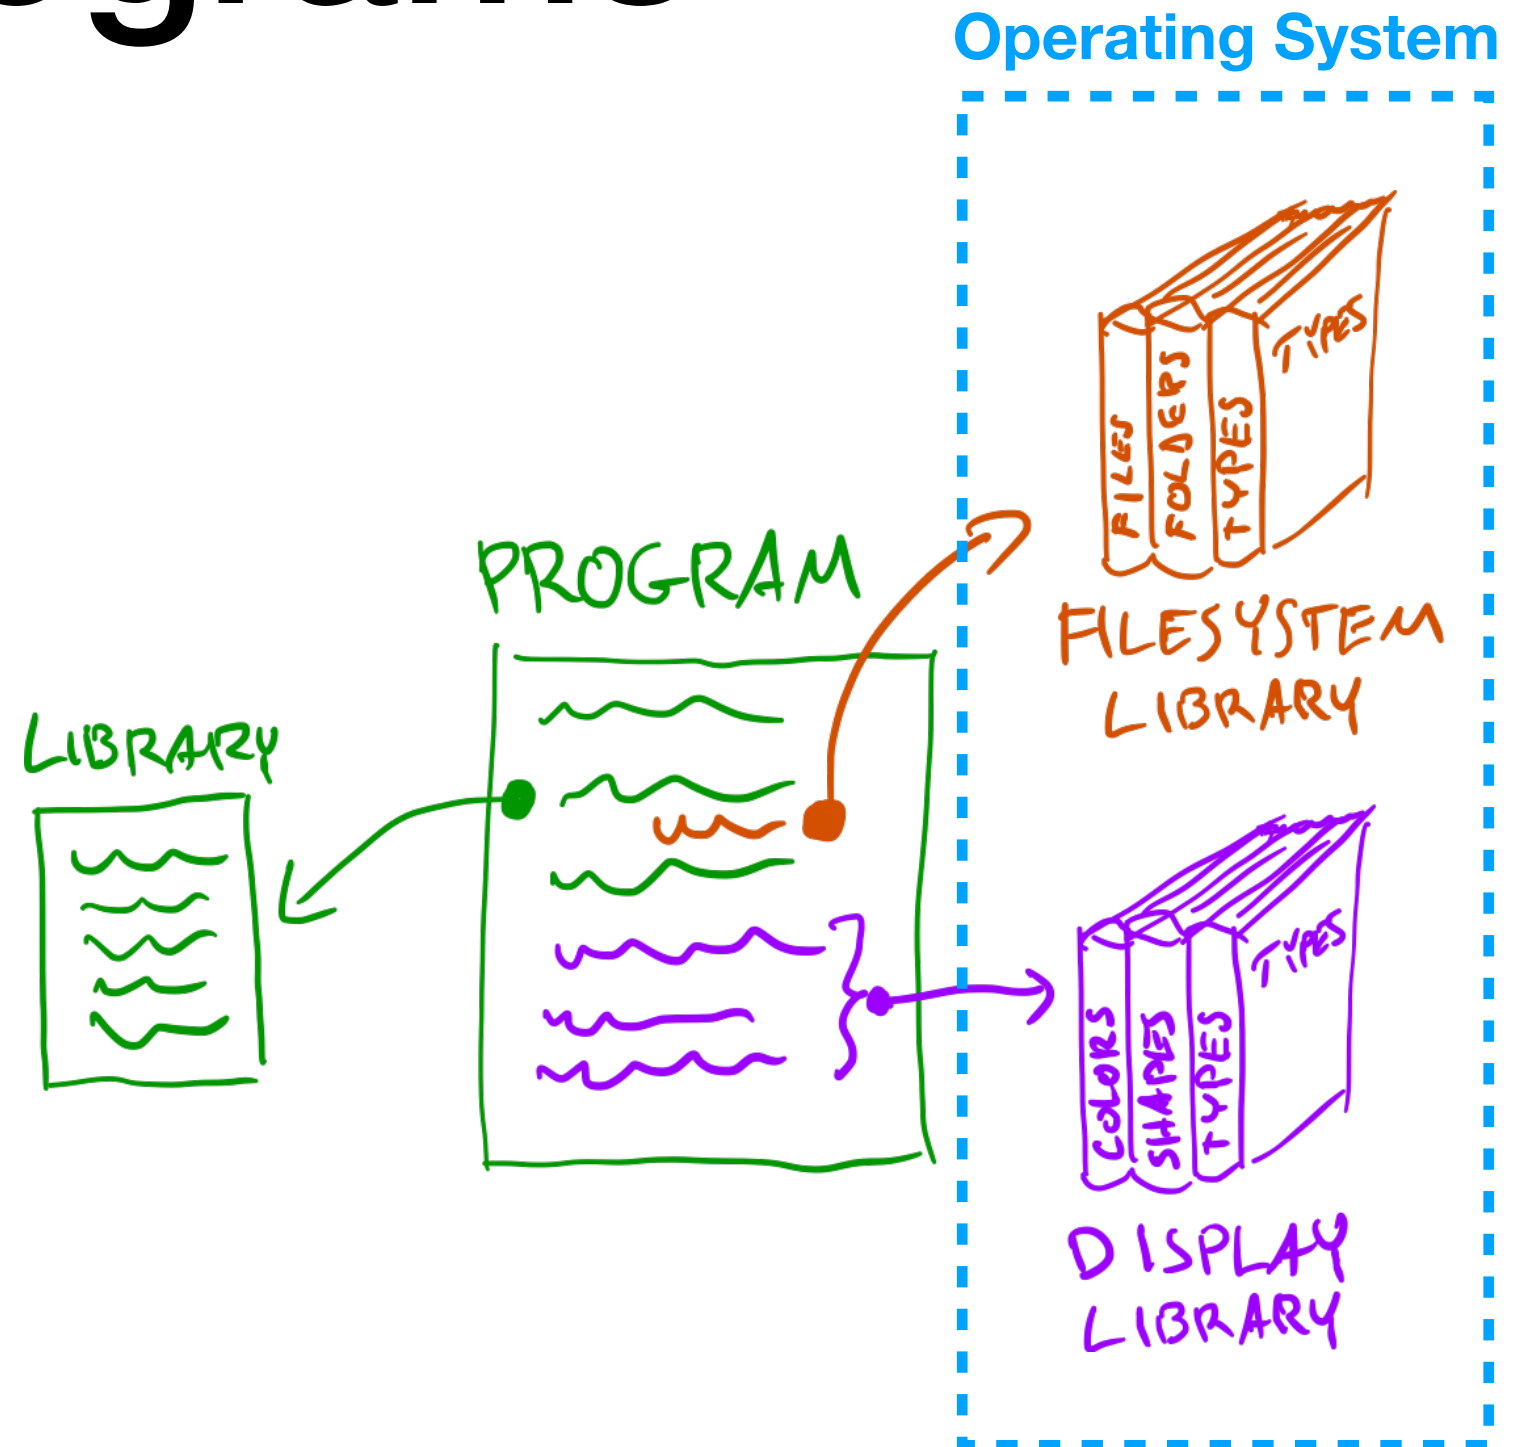 Operating System
TYPES
FILES
FOLDERS
TYPES
PROGRAM
FILESYSTEM
LIBRARY
LIBRARY
TYPES
COLORS
SHAPES
TYPES
DISPLAY
LIBRARY